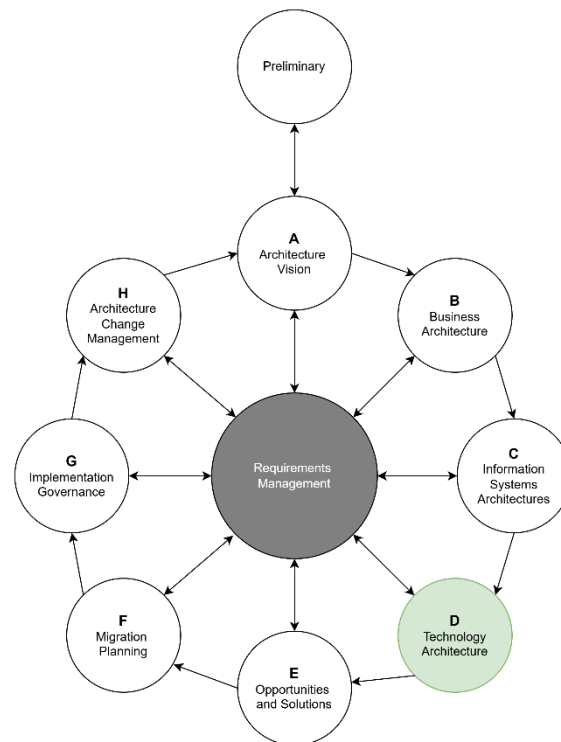 Preliminary
A
Architecture
Vision
B
Business
Architecture
C
Information
Systems
Architectures
D
Technology
Architecture
E
Opportunities
and Solutions
F
Migration
Planning
G
Implementation
Governance
H
Architecture
Change
Management
Requirements
Management